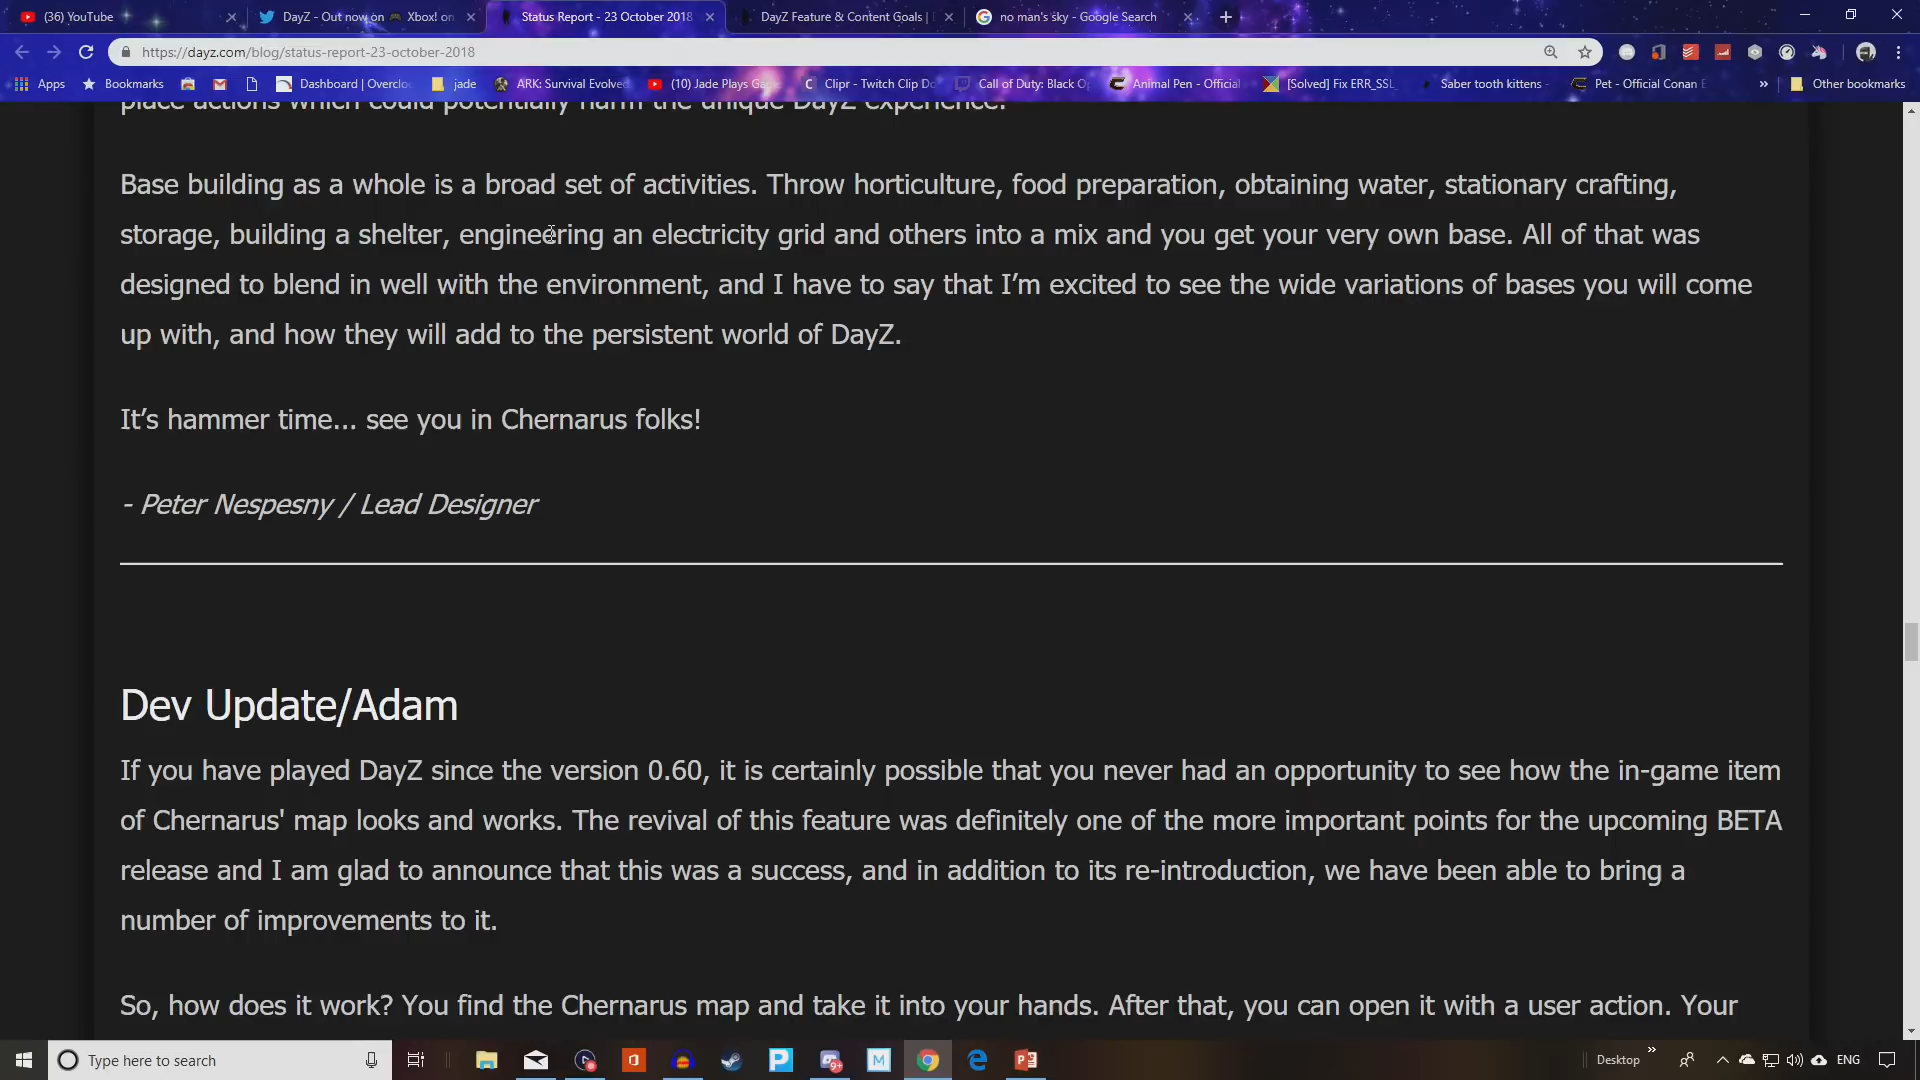 (36) YouTube
DayZ - Out now on 🎮 Xbox! on
Status Report - 23 October 2018
DayZ Feature & Content Goals |
no man's sky - Google Search
https://dayz.com/blog/status-report-23-october-2018
Apps
Bookmarks
Dashboard | Overclo
jade
ARK: Survival Evolved
(10) Jade Plays Ga
Clipr - Twitch Clip Do
Call of Duty: Black Op
Animal Pen - Official
[Solved] Fix ERR_SSL_
Saber tooth kittens -
Pet - Official Conan E
»
Other bookmarks
place actions which could potentially harm the unique DayZ experience!
Base building as a whole is a broad set of activities. Throw horticulture, food preparation, obtaining water, stationary crafting,
storage, building a shelter, engineering an electricity grid and others into a mix and you get your very own base. All of that was
designed to blend in well with the environment, and I have to say that I’m excited to see the wide variations of bases you will come
up with, and how they will add to the persistent world of DayZ.
It’s hammer time... see you in Chernarus folks!
- Peter Nespesny / Lead Designer
Dev Update/Adam
If you have played DayZ since the version 0.60, it is certainly possible that you never had an opportunity to see how the in-game item
of Chernarus' map looks and works. The revival of this feature was definitely one of the more important points for the upcoming BETA
release and I am glad to announce that this was a success, and in addition to its re-introduction, we have been able to bring a
number of improvements to it.
So, how does it work? You find the Chernarus map and take it into your hands. After that, you can open it with a user action. Your
Type here to search
Desktop
»
ENG